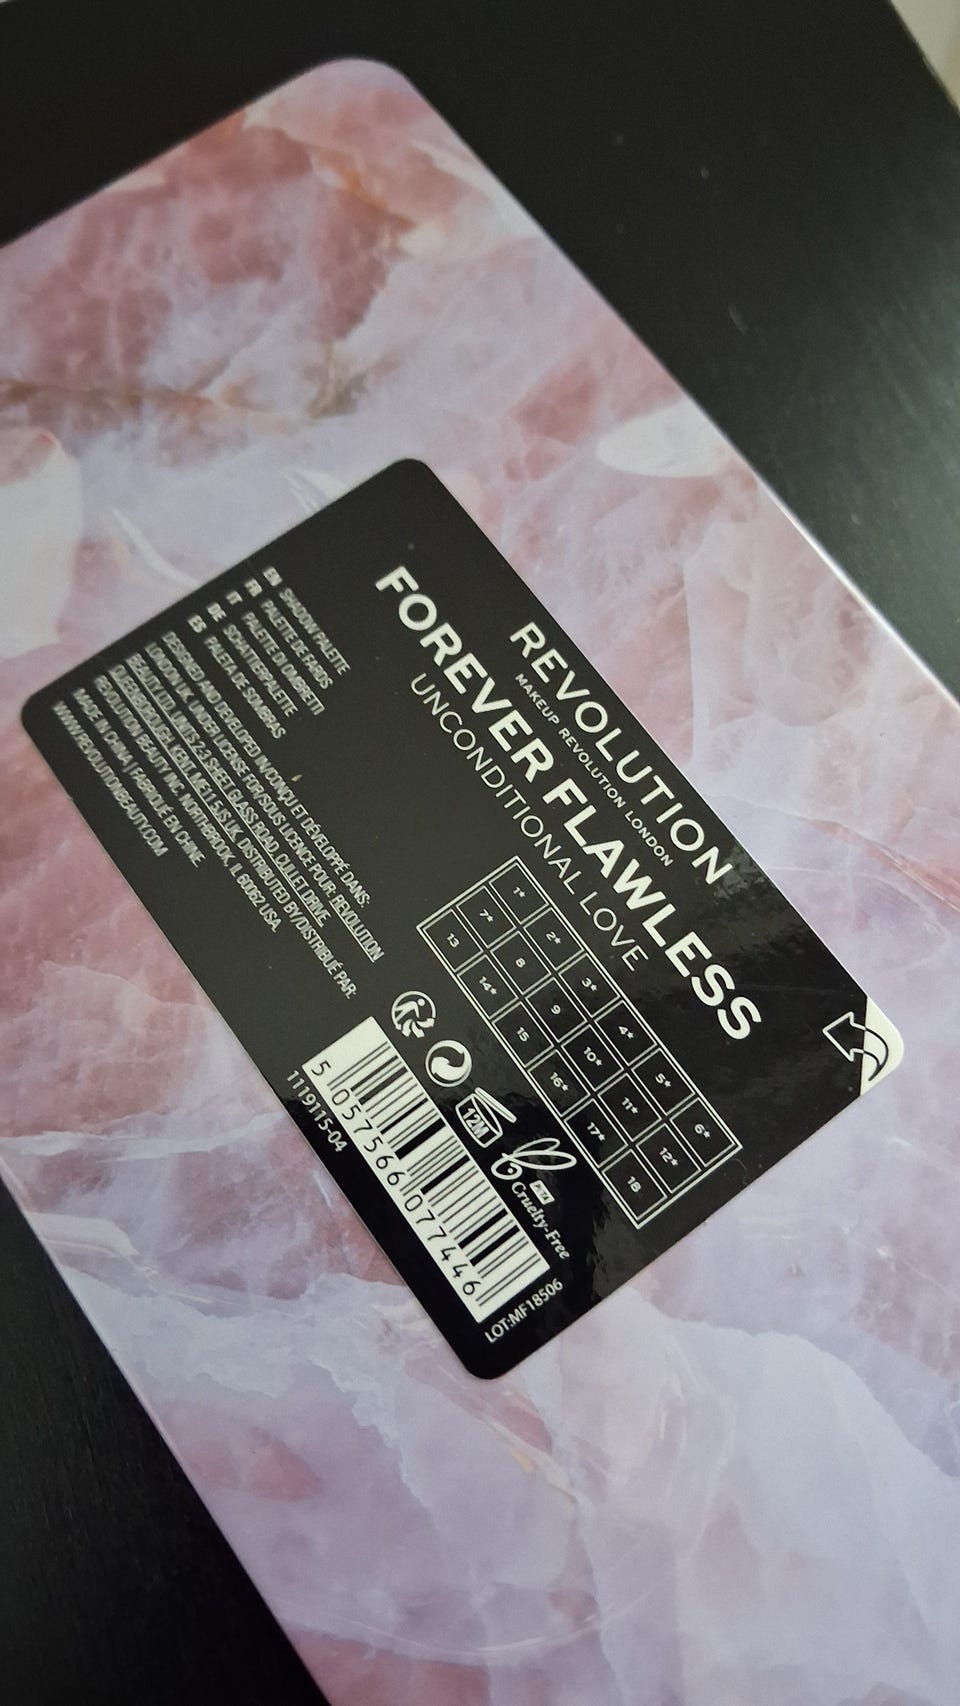 REVOLUTION
MAKEUP REVOLUTION LONDON
FOREVER FLAWLESS
UNCONDITIONAL LOVE
1* 2* 3* 4* 5* 6*
7* 8 9 10* 11* 12*
13 14* 15 16* 17* 18
EN SHADOW PALETTE
FR PALETTE DE FARDS
IT PALETTE DI OMBRETTI
DE SCHATTIERPALETTE
ES PALETA DE SOMBRAS
DESIGNED AND DEVELOPED IN/CONÇU ET DÉVELOPPÉ DANS:
LONDON UK, UNDER LICENSE FOR/SOUS LICENCE POUR: REVOLUTION
BEAUTY LTD, UNITS 2-3 SHEET GLASS ROAD, CULLET DRIVE,
QUEENBOROUGH, KENT, ME11 5JS, UK. DISTRIBUTED BY/DISTRIBUÉ PAR:
REVOLUTION BEAUTY INC, NORTHBROOK, IL 60062 USA.
MADE IN CHINA | FABRIQUÉ EN CHINE
WWW.REVOLUTIONBEAUTY.COM
12M
PETA
Cruelty-Free
5 057566 077446
1119115-04
LOT:MF18506